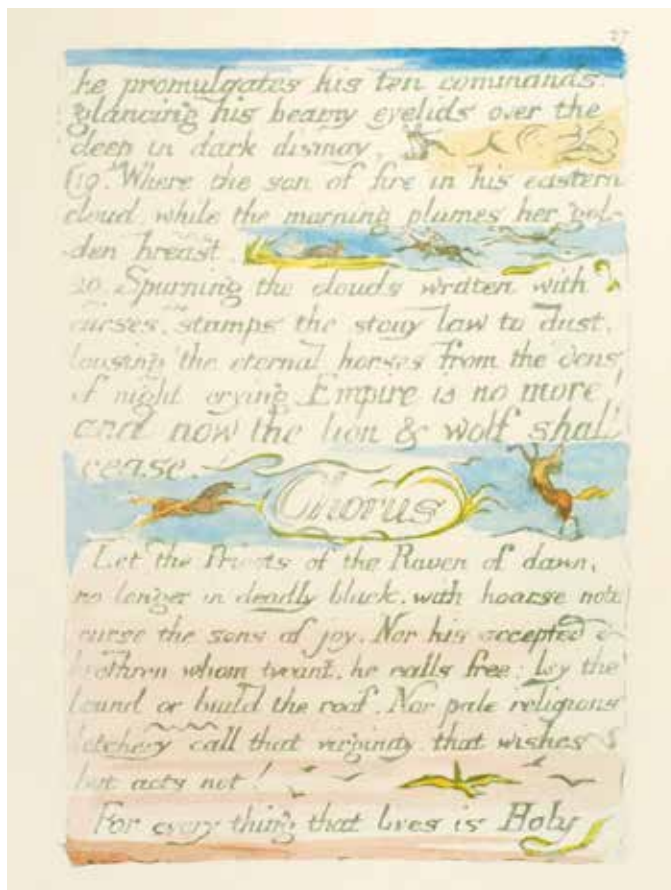 27
he promulgates his ten commands,
glancing his beamy eyelids over the
deep in dark dismay,
19. Where the son of fire in his eastern
cloud, while the morning plumes her gol-
-den breast,
20. Spurning the clouds written with
curses, stamps the stony law to dust,
loosing the eternal horses from the dens
of night crying Empire is no more!
and now the lion & wolf shall
cease.
Chorus
Let the Priests of the Raven of dawn,
no longer in deadly black, with hoarse note
curse the sons of joy. Nor his accepted
brethren whom, tyrant, he calls free: lay the
bound or build the roof. Nor pale religious
letchery call that virginity, that wishes
but acts not!
For every thing that lives is Holy